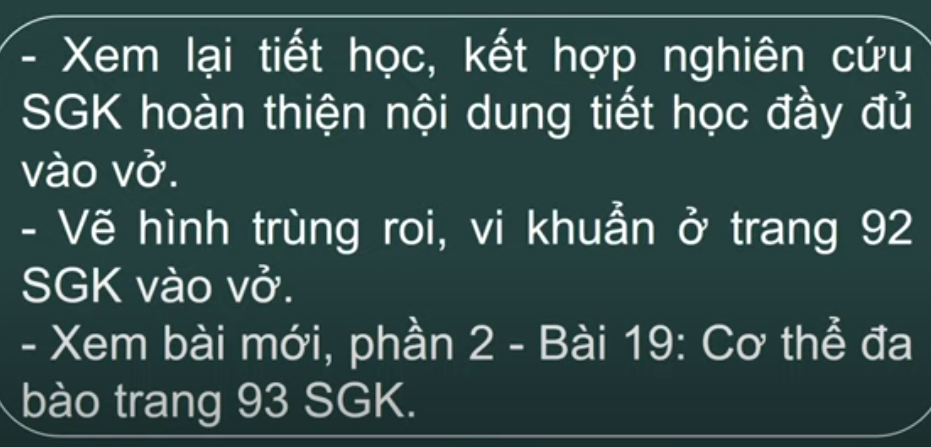 - Xem lại tiết học, kết hợp nghiên cứu
SGK hoàn thiện nội dung tiết học đầy đủ
vào vở.
- Vẽ hình trùng roi, vi khuẩn ở trang 92
SGK vào vở.
- Xem bài mới, phần 2 - Bài 19: Cơ thể đa
bào trang 93 SGK.